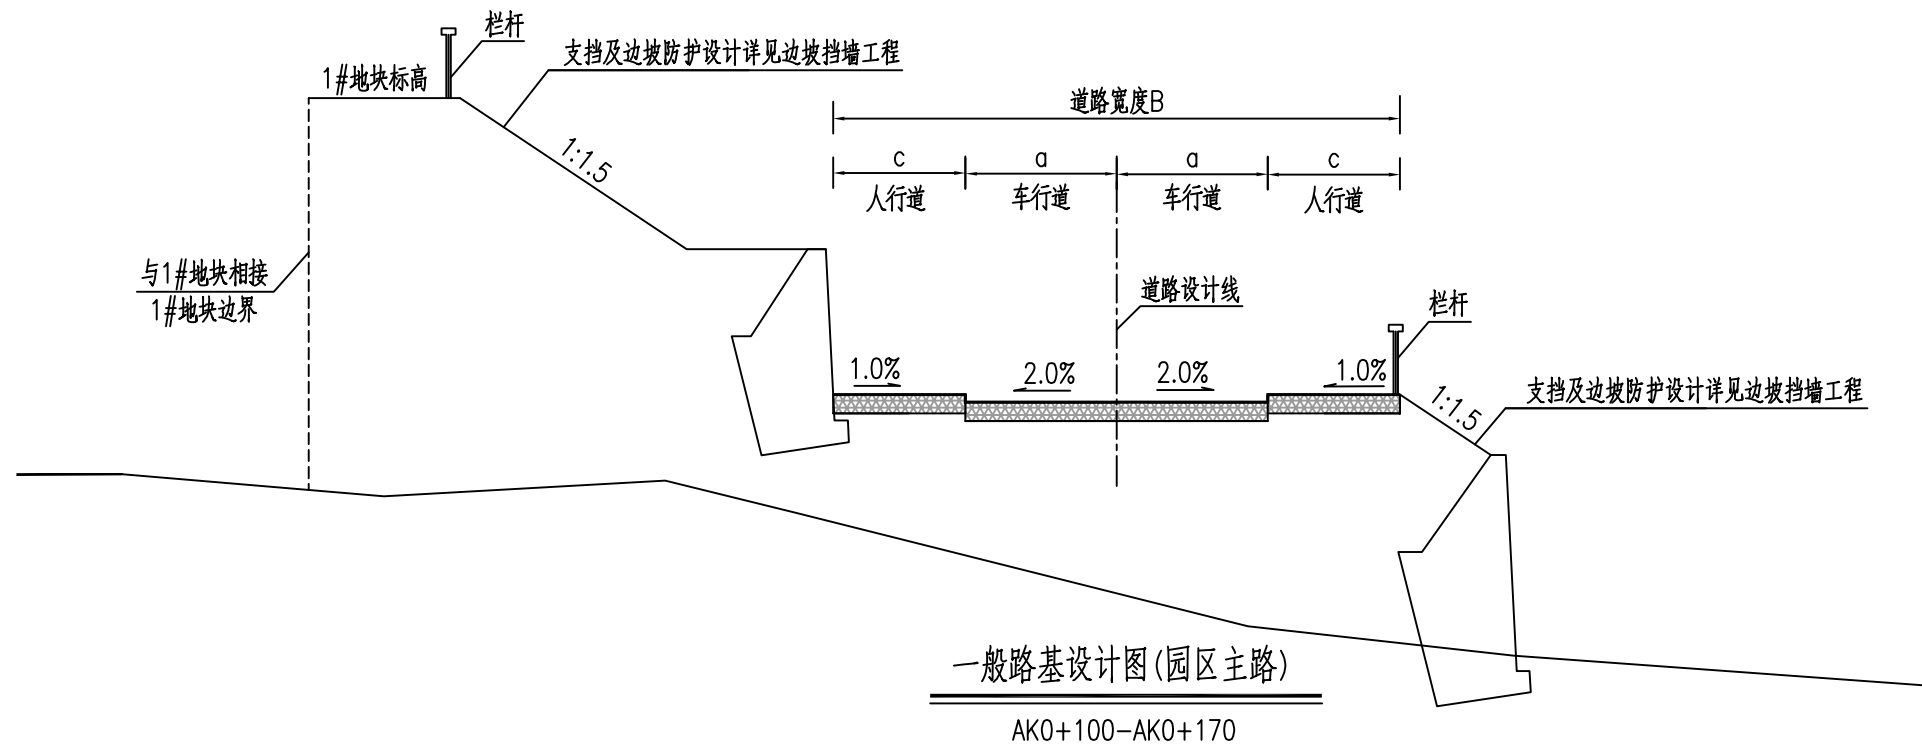 栏杆
支挡及边坡防护设计详见边坡挡墙工程
1#地块标高
道路宽度B
1:1.5
c a a c
人行道 车行道 车行道 人行道
与1#地块相接
1#地块边界
道路设计线
栏杆
1.0% 2.0% 2.0% 1.0%
1:1.5
支挡及边坡防护设计详见边坡挡墙工程
一般路基设计图(园区主路)
AK0+100-AK0+170